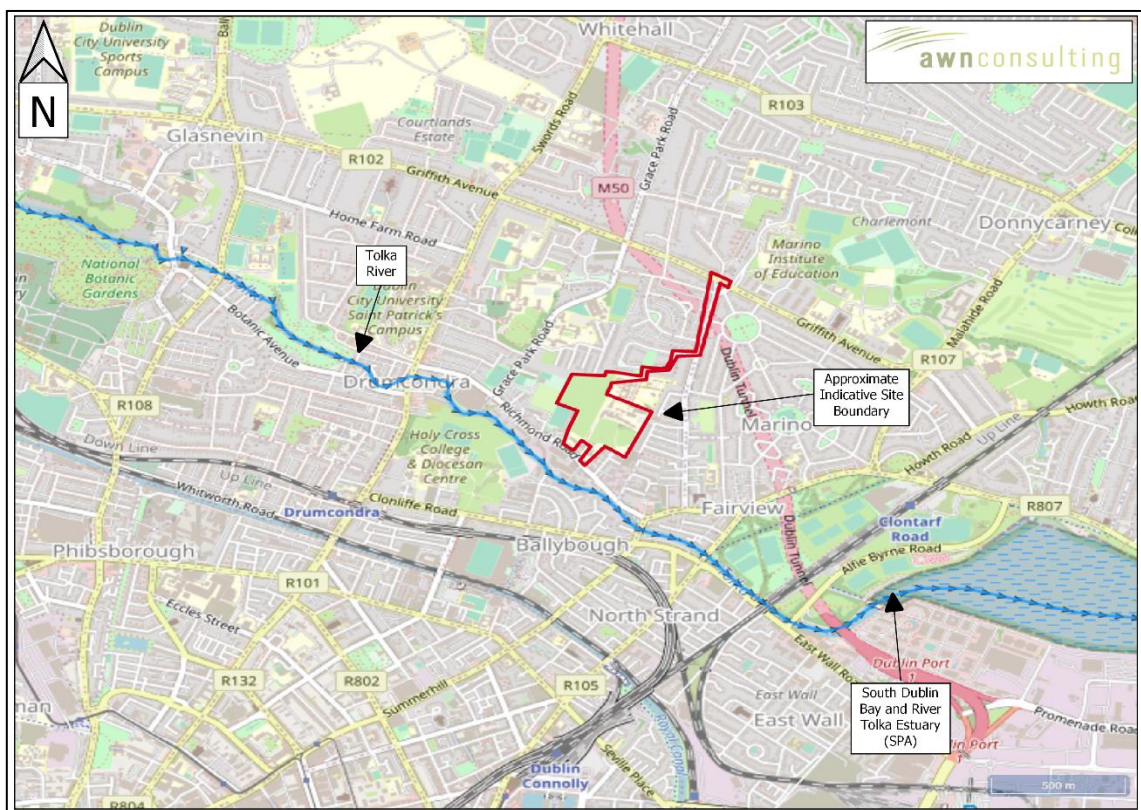 Dublin
City University
Sports
Campus
Whitehall
awnconsulting
N
Glasnevin
Courtlands
Estate
Swords Road
R103
R102
Griffith Avenue
M50
Grace Park Road
Home Farm Road
Charlemont
Donnycarney
Marino
Institute
of Education
Malahide Road
National
Botanic
Gardens
Tolka
River
City University
Saint Patrick's
Campus
Botanic Avenue
Grace Park Road
Griffith Avenue
R107
Drumcondra
Dublin Tunnel
Approximate
Indicative Site
Boundary
R108
Richmond Road
Marino
Howth Road
Up Line
Down Line
Up Line
Holy Cross
College
& Diocesan
Centre
Howth Road
Whitworth Road
Drumcondra
Clonliffe Road
Fairview
Clontarf
Road
R807
Phibsborough
Ballybough
Dublin Tunnel
Alfie Byrne Road
R101
Eccles Street
North Strand
East Wall Road
Dublin Port
1
R132
R802
Summerhill
R105
East Wall
East Wall
South Dublin
Bay and River
Tolka Estuary
(SPA)
Promenade Road
Royal Canal
Seville Place
Dublin
Connolly
R804
500 m